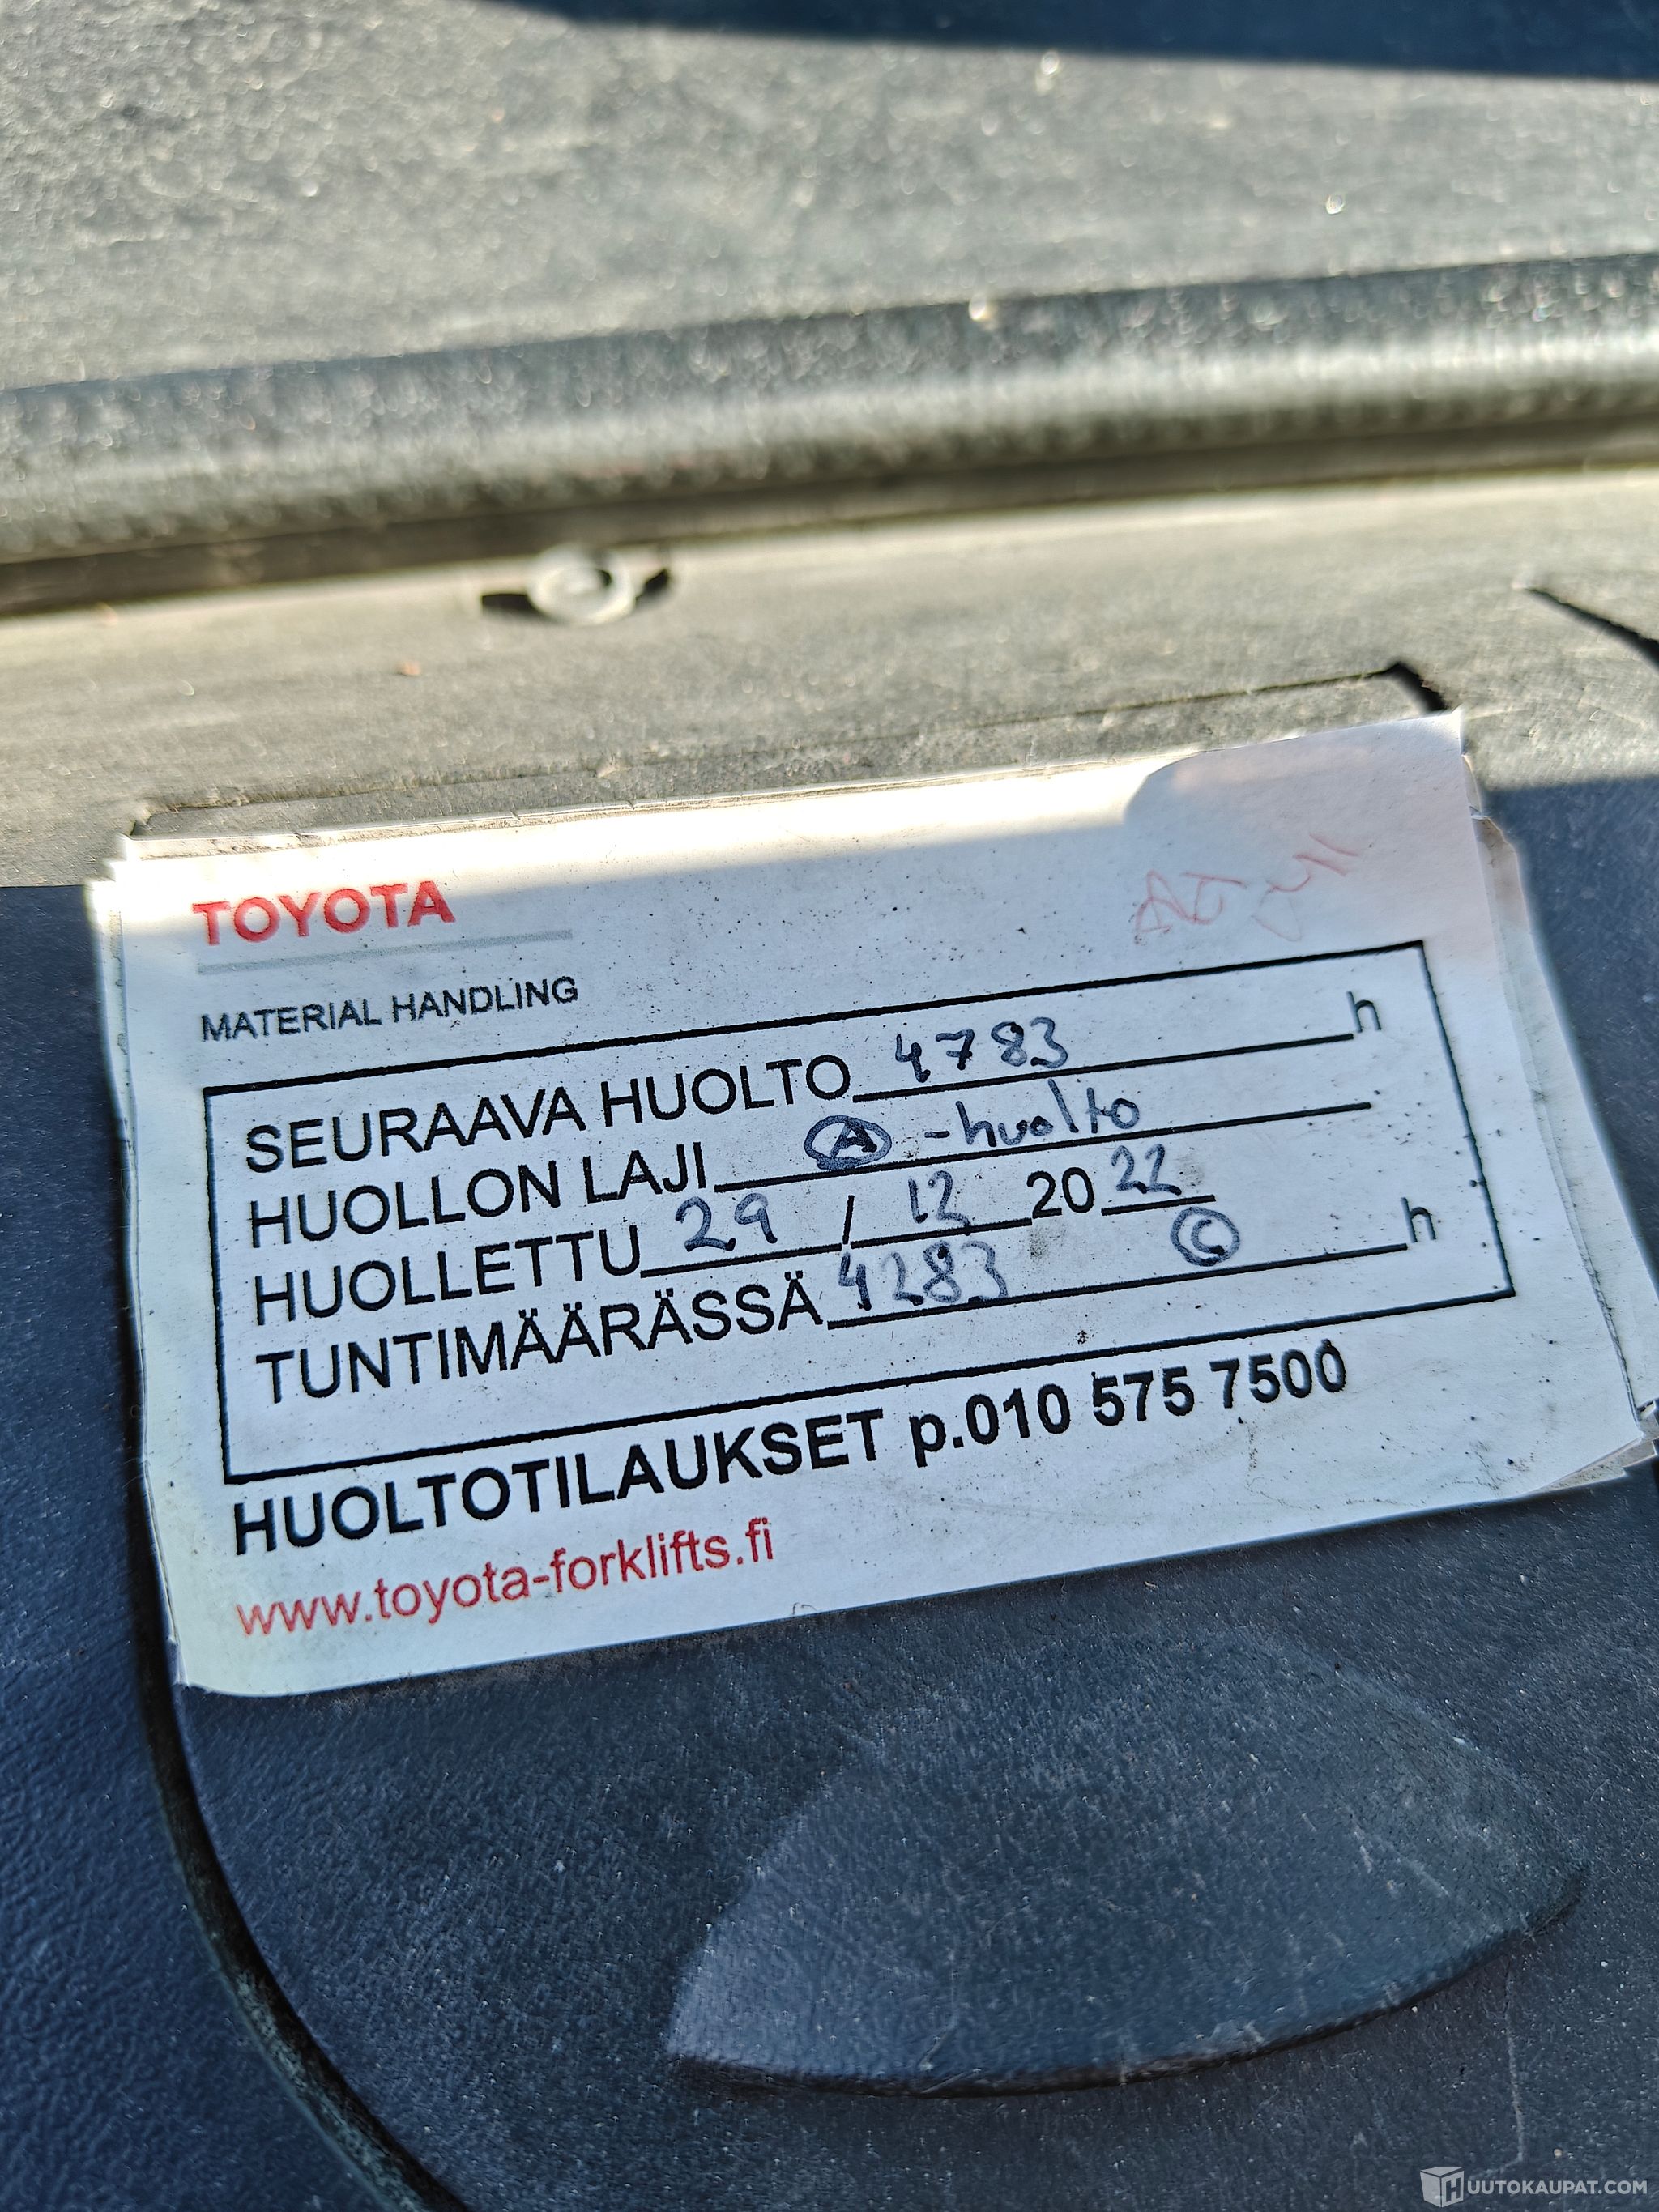 TOYOTA
MATERIAL HANDLING
SEURAAVA HUOLTO 4783 h
HUOLLON LAJI A -huolto
HUOLLETTU 29 / 12 2022
TUNTIMÄÄRÄSSÄ 4283 C h
HUOLTOTILAUKSET p.010 575 7500
www.toyota-forklifts.fi
HUUTOKAUPAT.COM